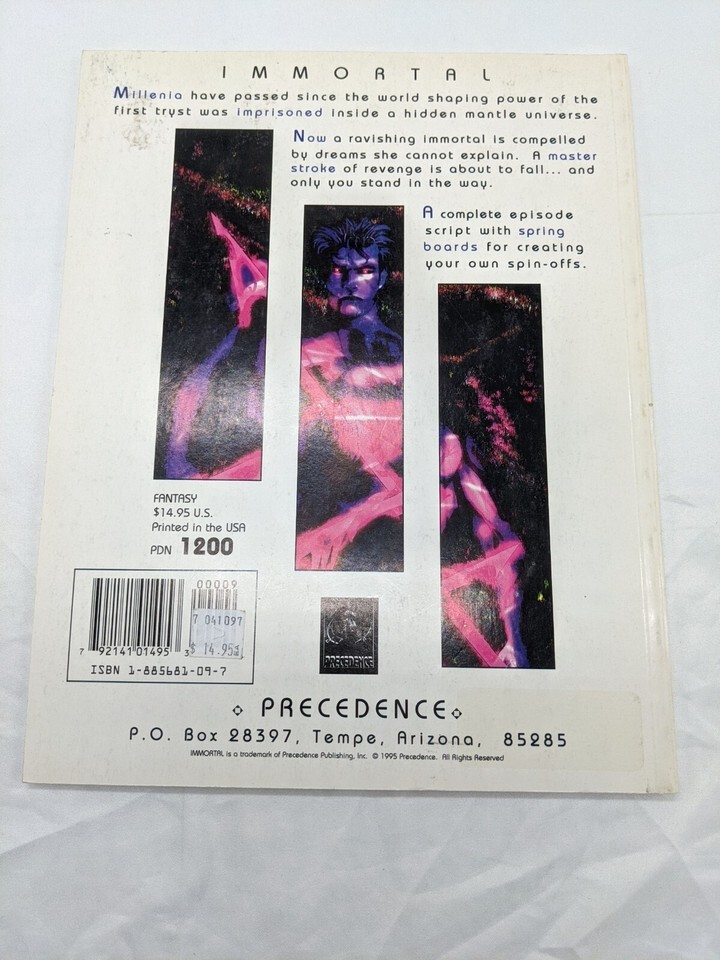 IMMORTAL
Millenia have passed since the world shaping power of the
first tryst was imprisoned inside a hidden mantle universe.
Now a ravishing immortal is compelled
by dreams she cannot explain. A master
stroke of revenge is about to fall... and
only you stand in the way.
A complete episode
script with spring
boards for creating
your own spin-offs.
FANTASY
$14.95 U.S.
Printed in the USA
PDN 1200
00009
7 041097
$ 14.95
7 92141 01495 3
ISBN 1-885681-09-7
PRECEDENCE
PRECEDENCE
P.O. Box 28397, Tempe, Arizona, 85285
IMMORTAL is a trademark of Precedence Publishing, Inc. © 1995 Precedence. All Rights Reserved